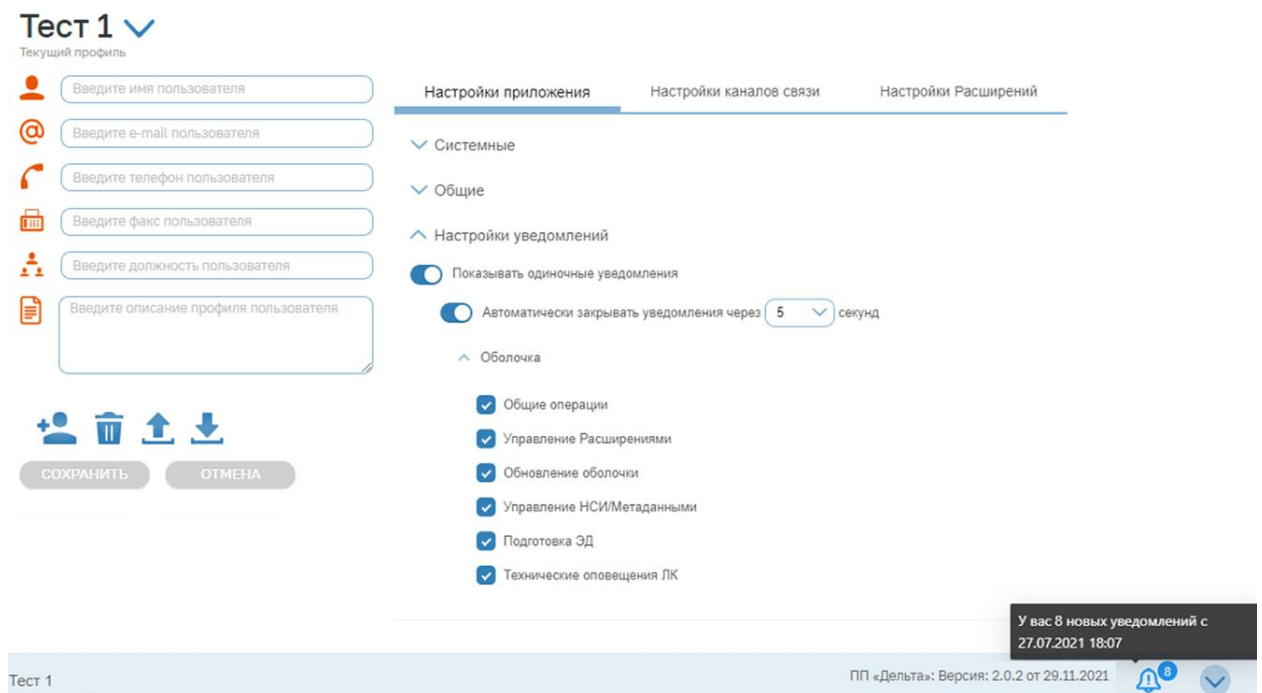 Тест 1
Текущий профиль
Введите имя пользователя
Введите e-mail пользователя
Введите телефон пользователя
Введите факс пользователя
Введите должность пользователя
Введите описание профиля пользователя
СОХРАНИТЬ ОТМЕНА
Настройки приложения Настройки каналов связи Настройки Расширений
Системные
Общие
Настройки уведомлений
Показывать одиночные уведомления
Автоматически закрывать уведомления через 5 секунд
Оболочка
Общие операции
Управление Расширениями
Обновление оболочки
Управление НСИ/Метаданными
Подготовка ЭД
Технические оповещения ЛК
У вас 8 новых уведомлений с
27.07.2021 18:07
Тест 1 ПП «Дельта»: Версия: 2.0.2 от 29.11.2021 8